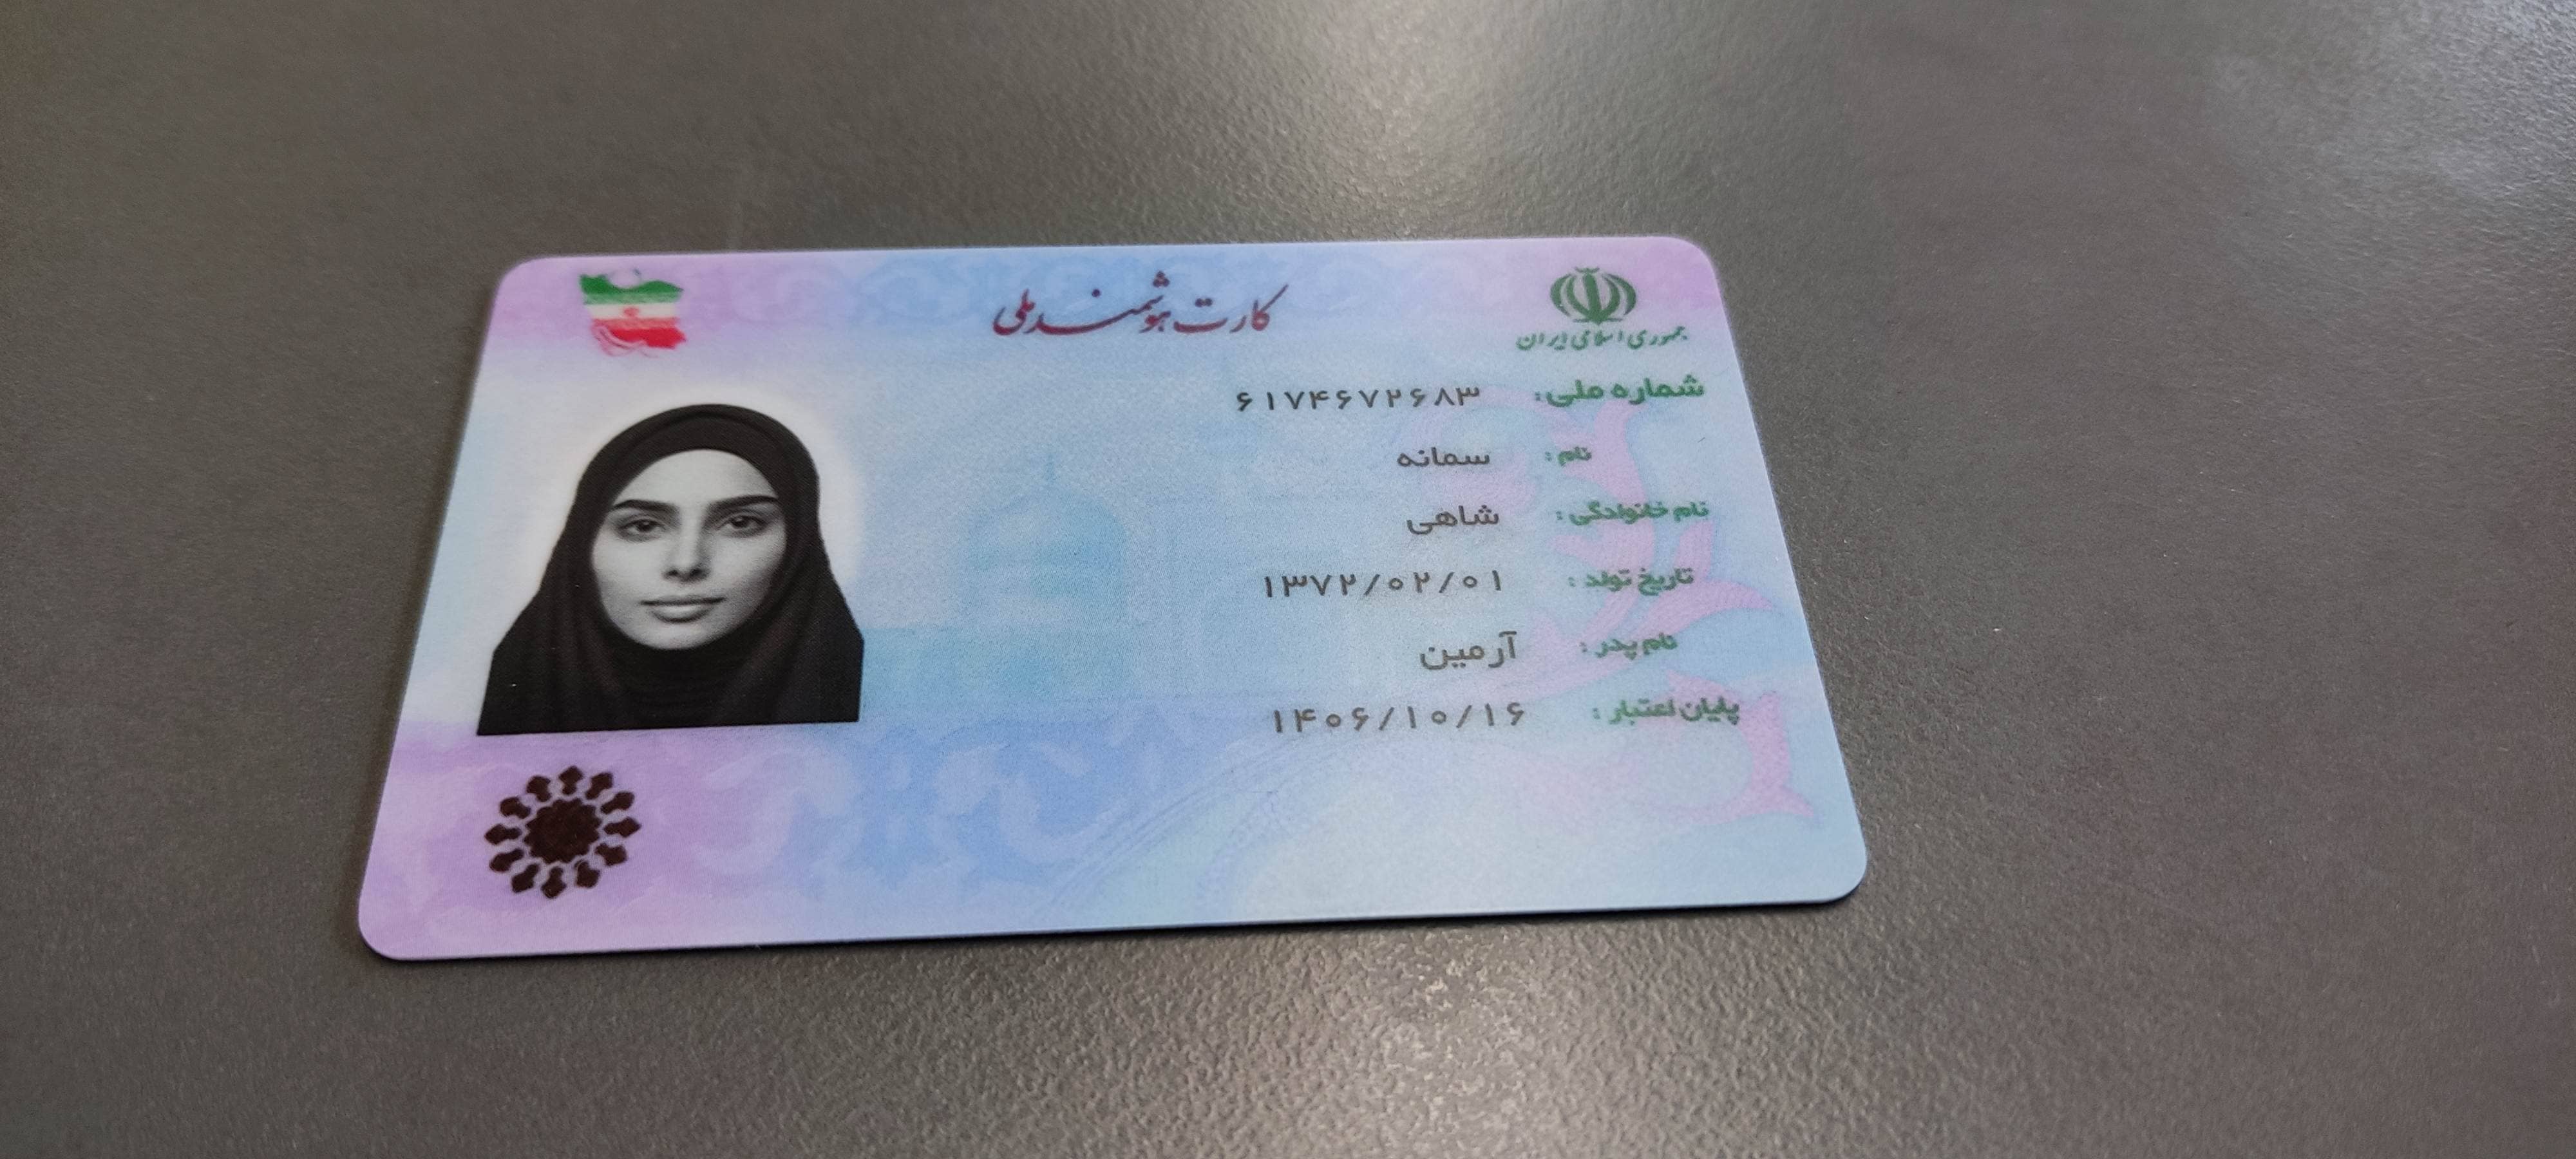 کارت هوشمند ملی
جمهوری اسلامی ایران
شماره ملی: ۶۱۷۴۶۷۲۶۸۳
نام : سمانه
نام خانوادگی : شاهی
تاریخ تولد : ۱۳۷۲/۰۲/۰۱
نام پدر : آرمین
پایان اعتبار : ۱۴۰۶/۱۰/۱۶